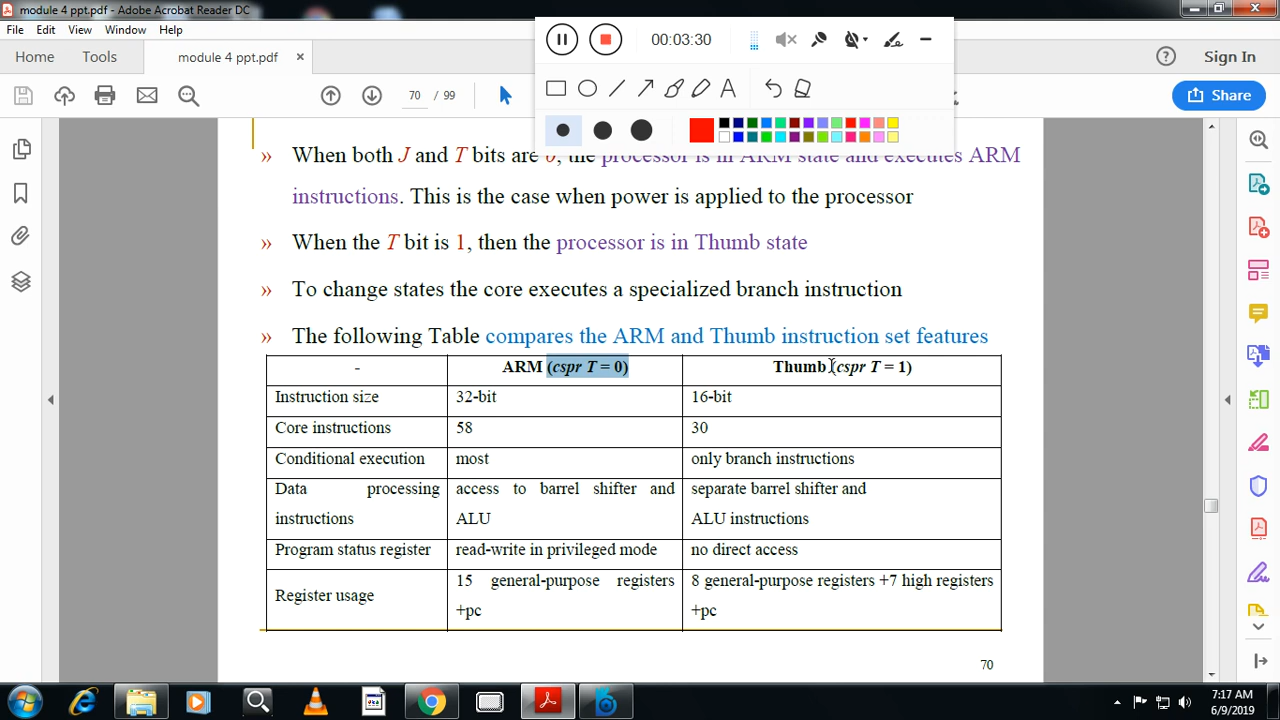 module 4 ppt.pdf - Adobe Acrobat Reader DC
File Edit View Window Help
00:03:30
Home Tools module 4 ppt.pdf × Sign In
70 / 99 Share
A
» When both J and T bits are 0, the processor is in ARM state and executes ARM
instructions. This is the case when power is applied to the processor
» When the T bit is 1, then the processor is in Thumb state
» To change states the core executes a specialized branch instruction
» The following Table compares the ARM and Thumb instruction set features
- ARM (cspr T = 0) Thumb (cspr T = 1)
Instruction size 32-bit 16-bit
Core instructions 58 30
Conditional execution most only branch instructions
Data processing access to barrel shifter and separate barrel shifter and
instructions ALU ALU instructions
Program status register read-write in privileged mode no direct access
Register usage 15 general-purpose registers 8 general-purpose registers +7 high registers
+pc +pc
70
7:17 AM
6/9/2019